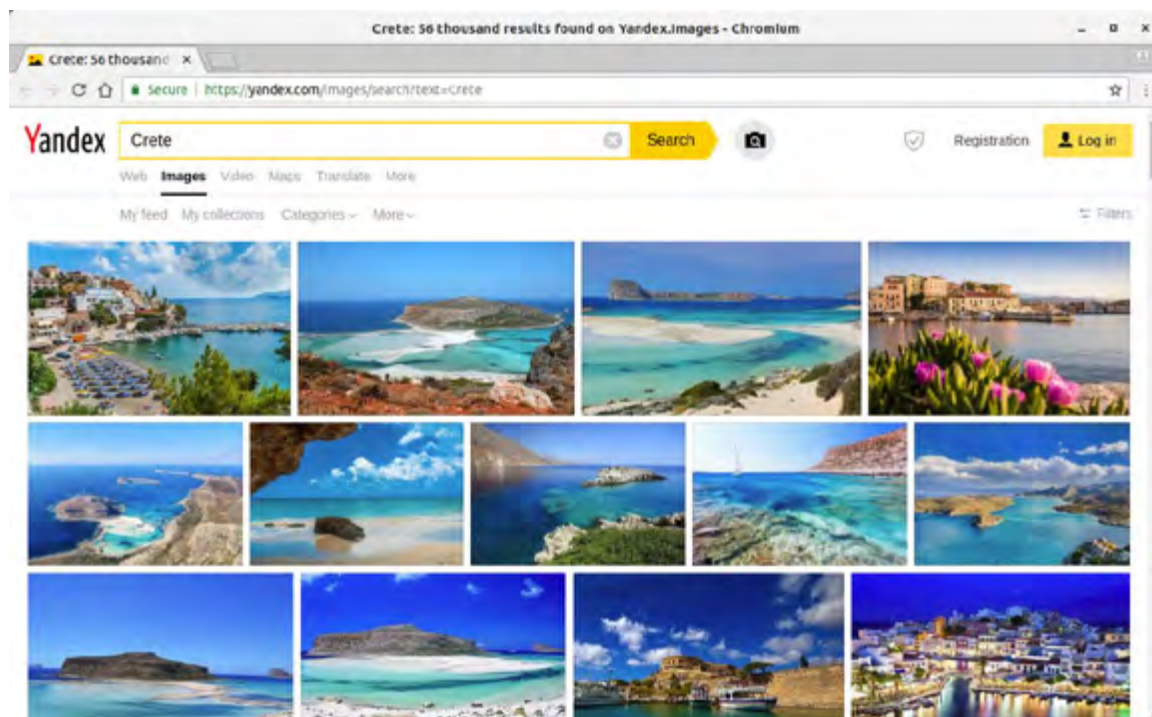 Crete: 56 thousand results found on Yandex.Images - Chromium
Crete: 56 thousand
Secure | https://yandex.com/images/search?text=Crete
Yandex Crete Search Registration Log in
Web Images Video Maps Translate More
My feed My collections Categories More Filters